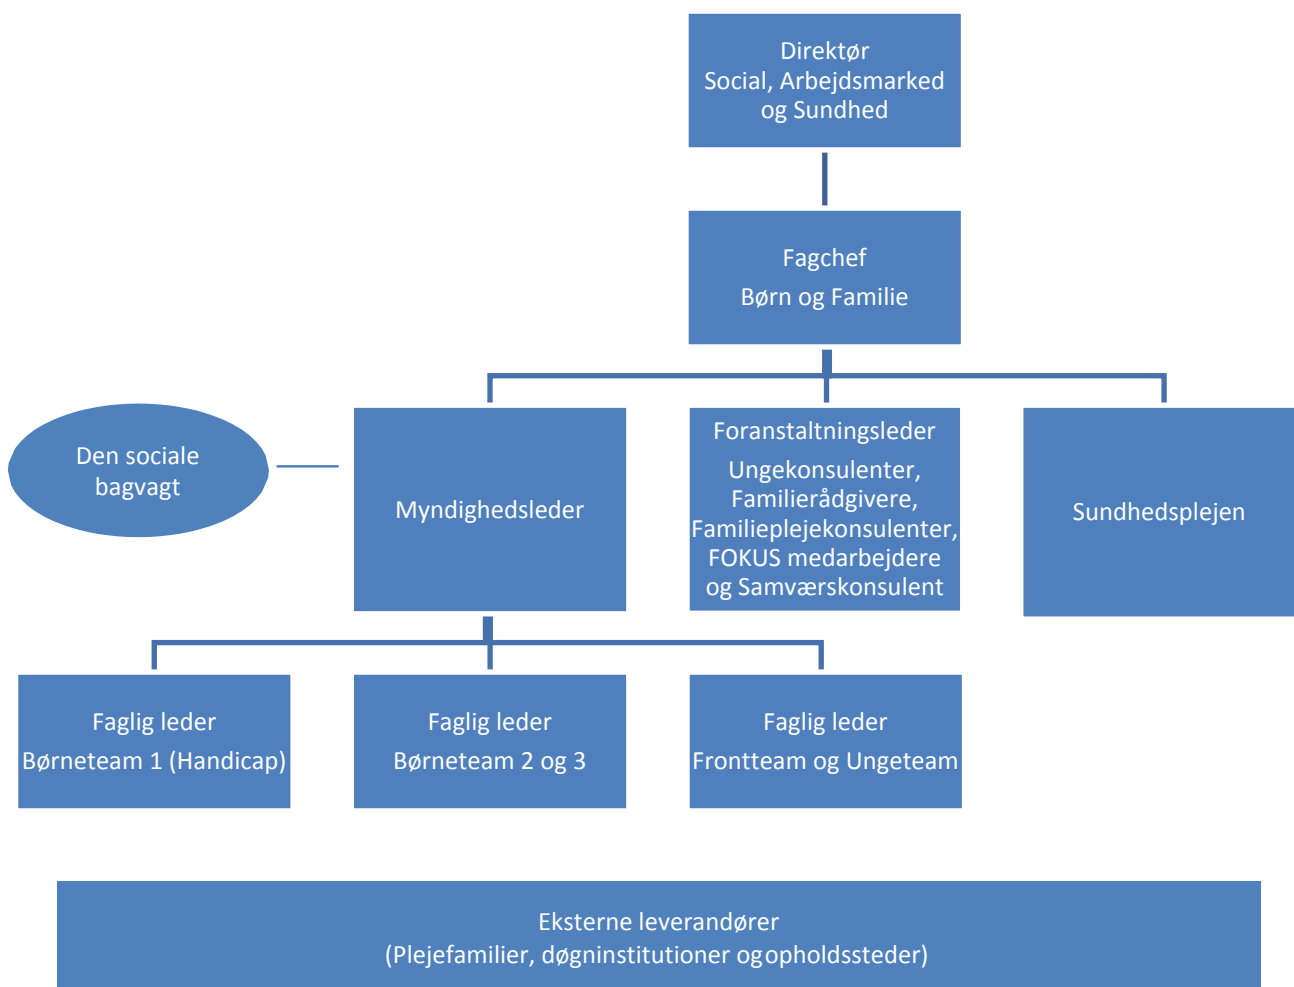 Direktør
Social, Arbejdsmarked
og Sundhed
Fagchef
Børn og Familie
Den sociale
bagvagt
Myndighedsleder
Foranstaltningsleder
Ungekonsulenter,
Familierådgivere,
Familieplejekonsulenter,
FOKUS medarbejdere
og Samværskonsulent
Sundhedsplejen
Faglig leder
Børneteam 1 (Handicap)
Faglig leder
Børneteam 2 og 3
Faglig leder
Frontteam og Ungeteam
Eksterne leverandører
(Plejefamilier, døgninstitutioner ogopholdssteder)